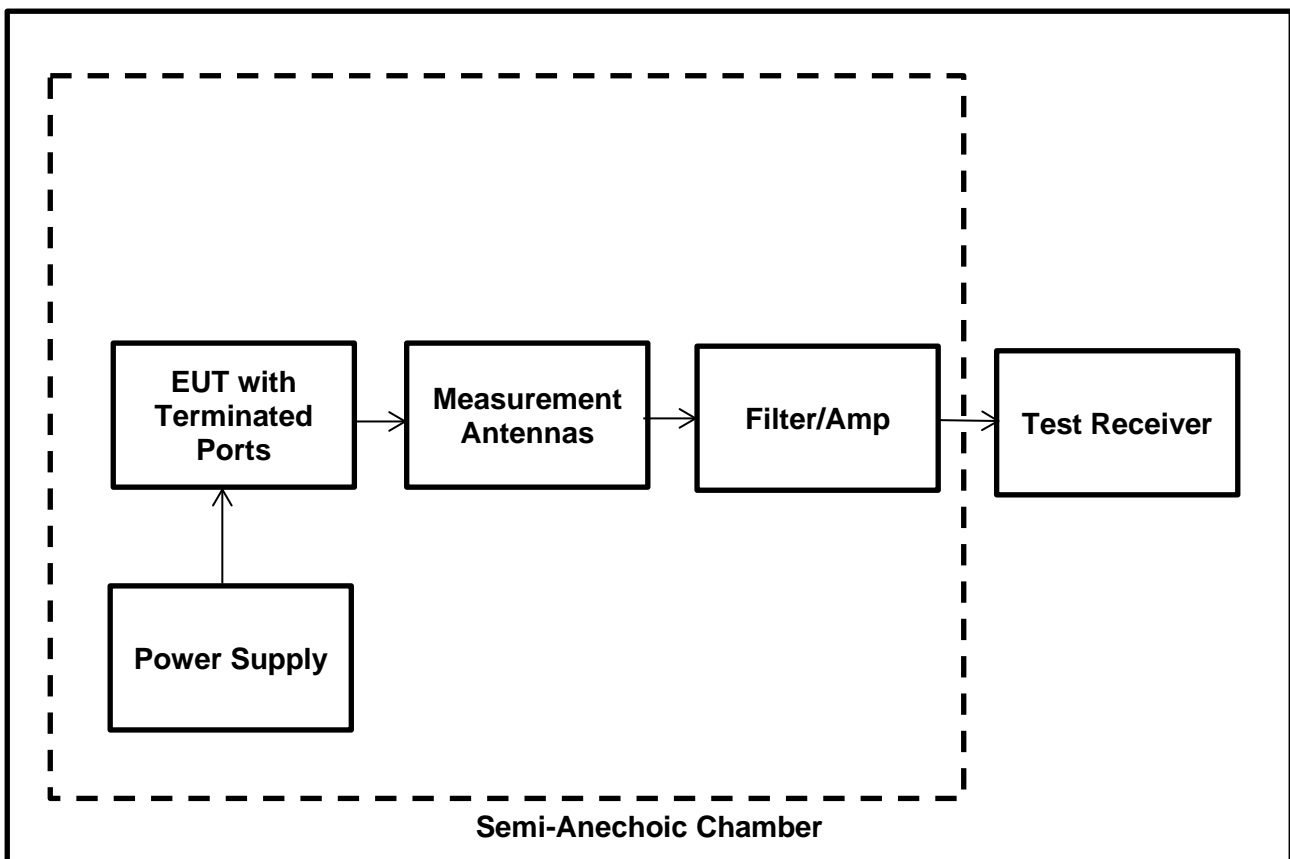 EUT with
Terminated
Ports
Measurement
Antennas
Filter/Amp
Test Receiver
Power Supply
Semi-Anechoic Chamber